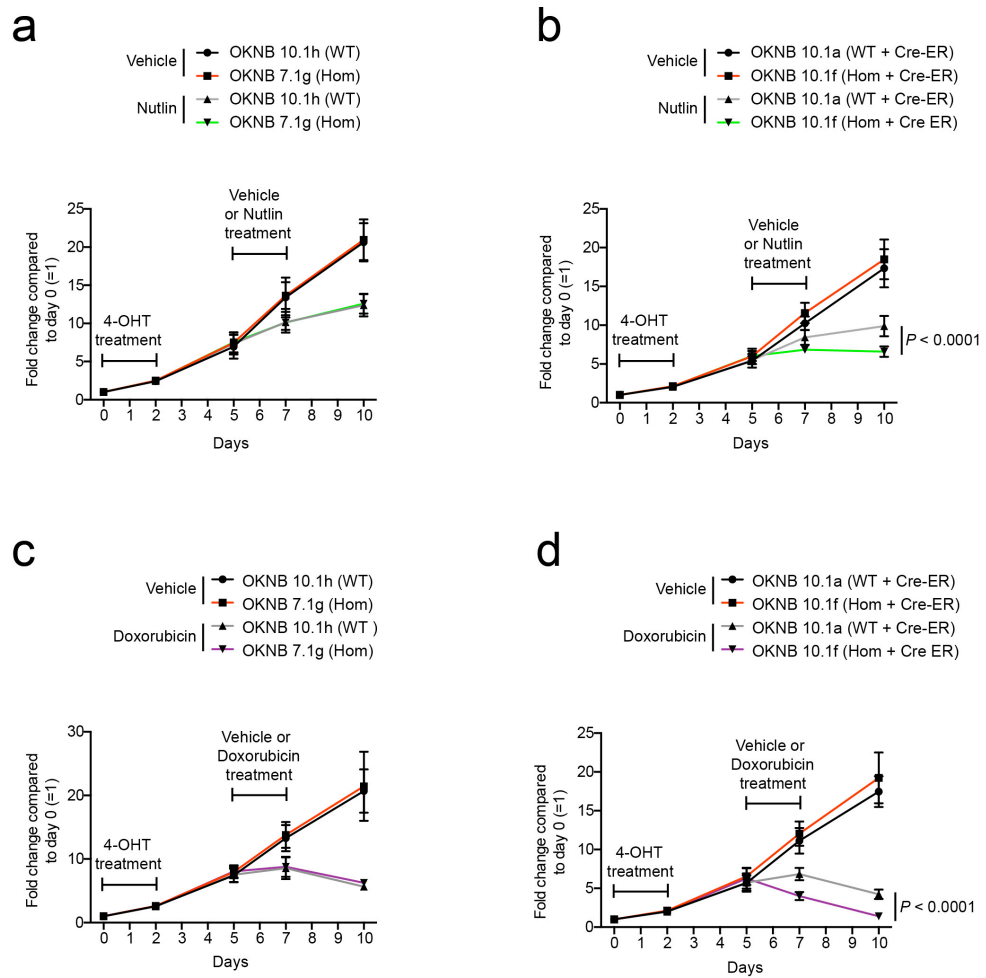 a
Vehicle
OKNB 10.1h (WT)
OKNB 7.1g (Hom)
Nutlin
OKNB 10.1h (WT)
OKNB 7.1g (Hom)
Fold change compared
to day 0 (=1)
25
20
15
10
5
0
4-OHT
treatment
Vehicle
or Nutlin
treatment
0 1 2 3 4 5 6 7 8 9 10
Days
b
Vehicle
OKNB 10.1a (WT + Cre-ER)
OKNB 10.1f (Hom + Cre-ER)
Nutlin
OKNB 10.1a (WT + Cre-ER)
OKNB 10.1f (Hom + Cre ER)
Fold change compared
to day 0 (=1)
25
20
15
10
5
0
4-OHT
treatment
Vehicle
or Nutlin
treatment
P < 0.0001
0 1 2 3 4 5 6 7 8 9 10
Days
c
Vehicle
OKNB 10.1h (WT)
OKNB 7.1g (Hom)
Doxorubicin
OKNB 10.1h (WT )
OKNB 7.1g (Hom)
Fold change compared
to day 0 (=1)
30
20
10
0
4-OHT
treatment
Vehicle or
Doxorubicin
treatment
0 1 2 3 4 5 6 7 8 9 10
Days
d
Vehicle
OKNB 10.1a (WT + Cre-ER)
OKNB 10.1f (Hom + Cre-ER)
Doxorubicin
OKNB 10.1a (WT + Cre-ER)
OKNB 10.1f (Hom + Cre ER)
Fold change compared
to day 0 (=1)
25
20
15
10
5
0
4-OHT
treatment
Vehicle or
Doxorubicin
treatment
P < 0.0001
0 1 2 3 4 5 6 7 8 9 10
Days